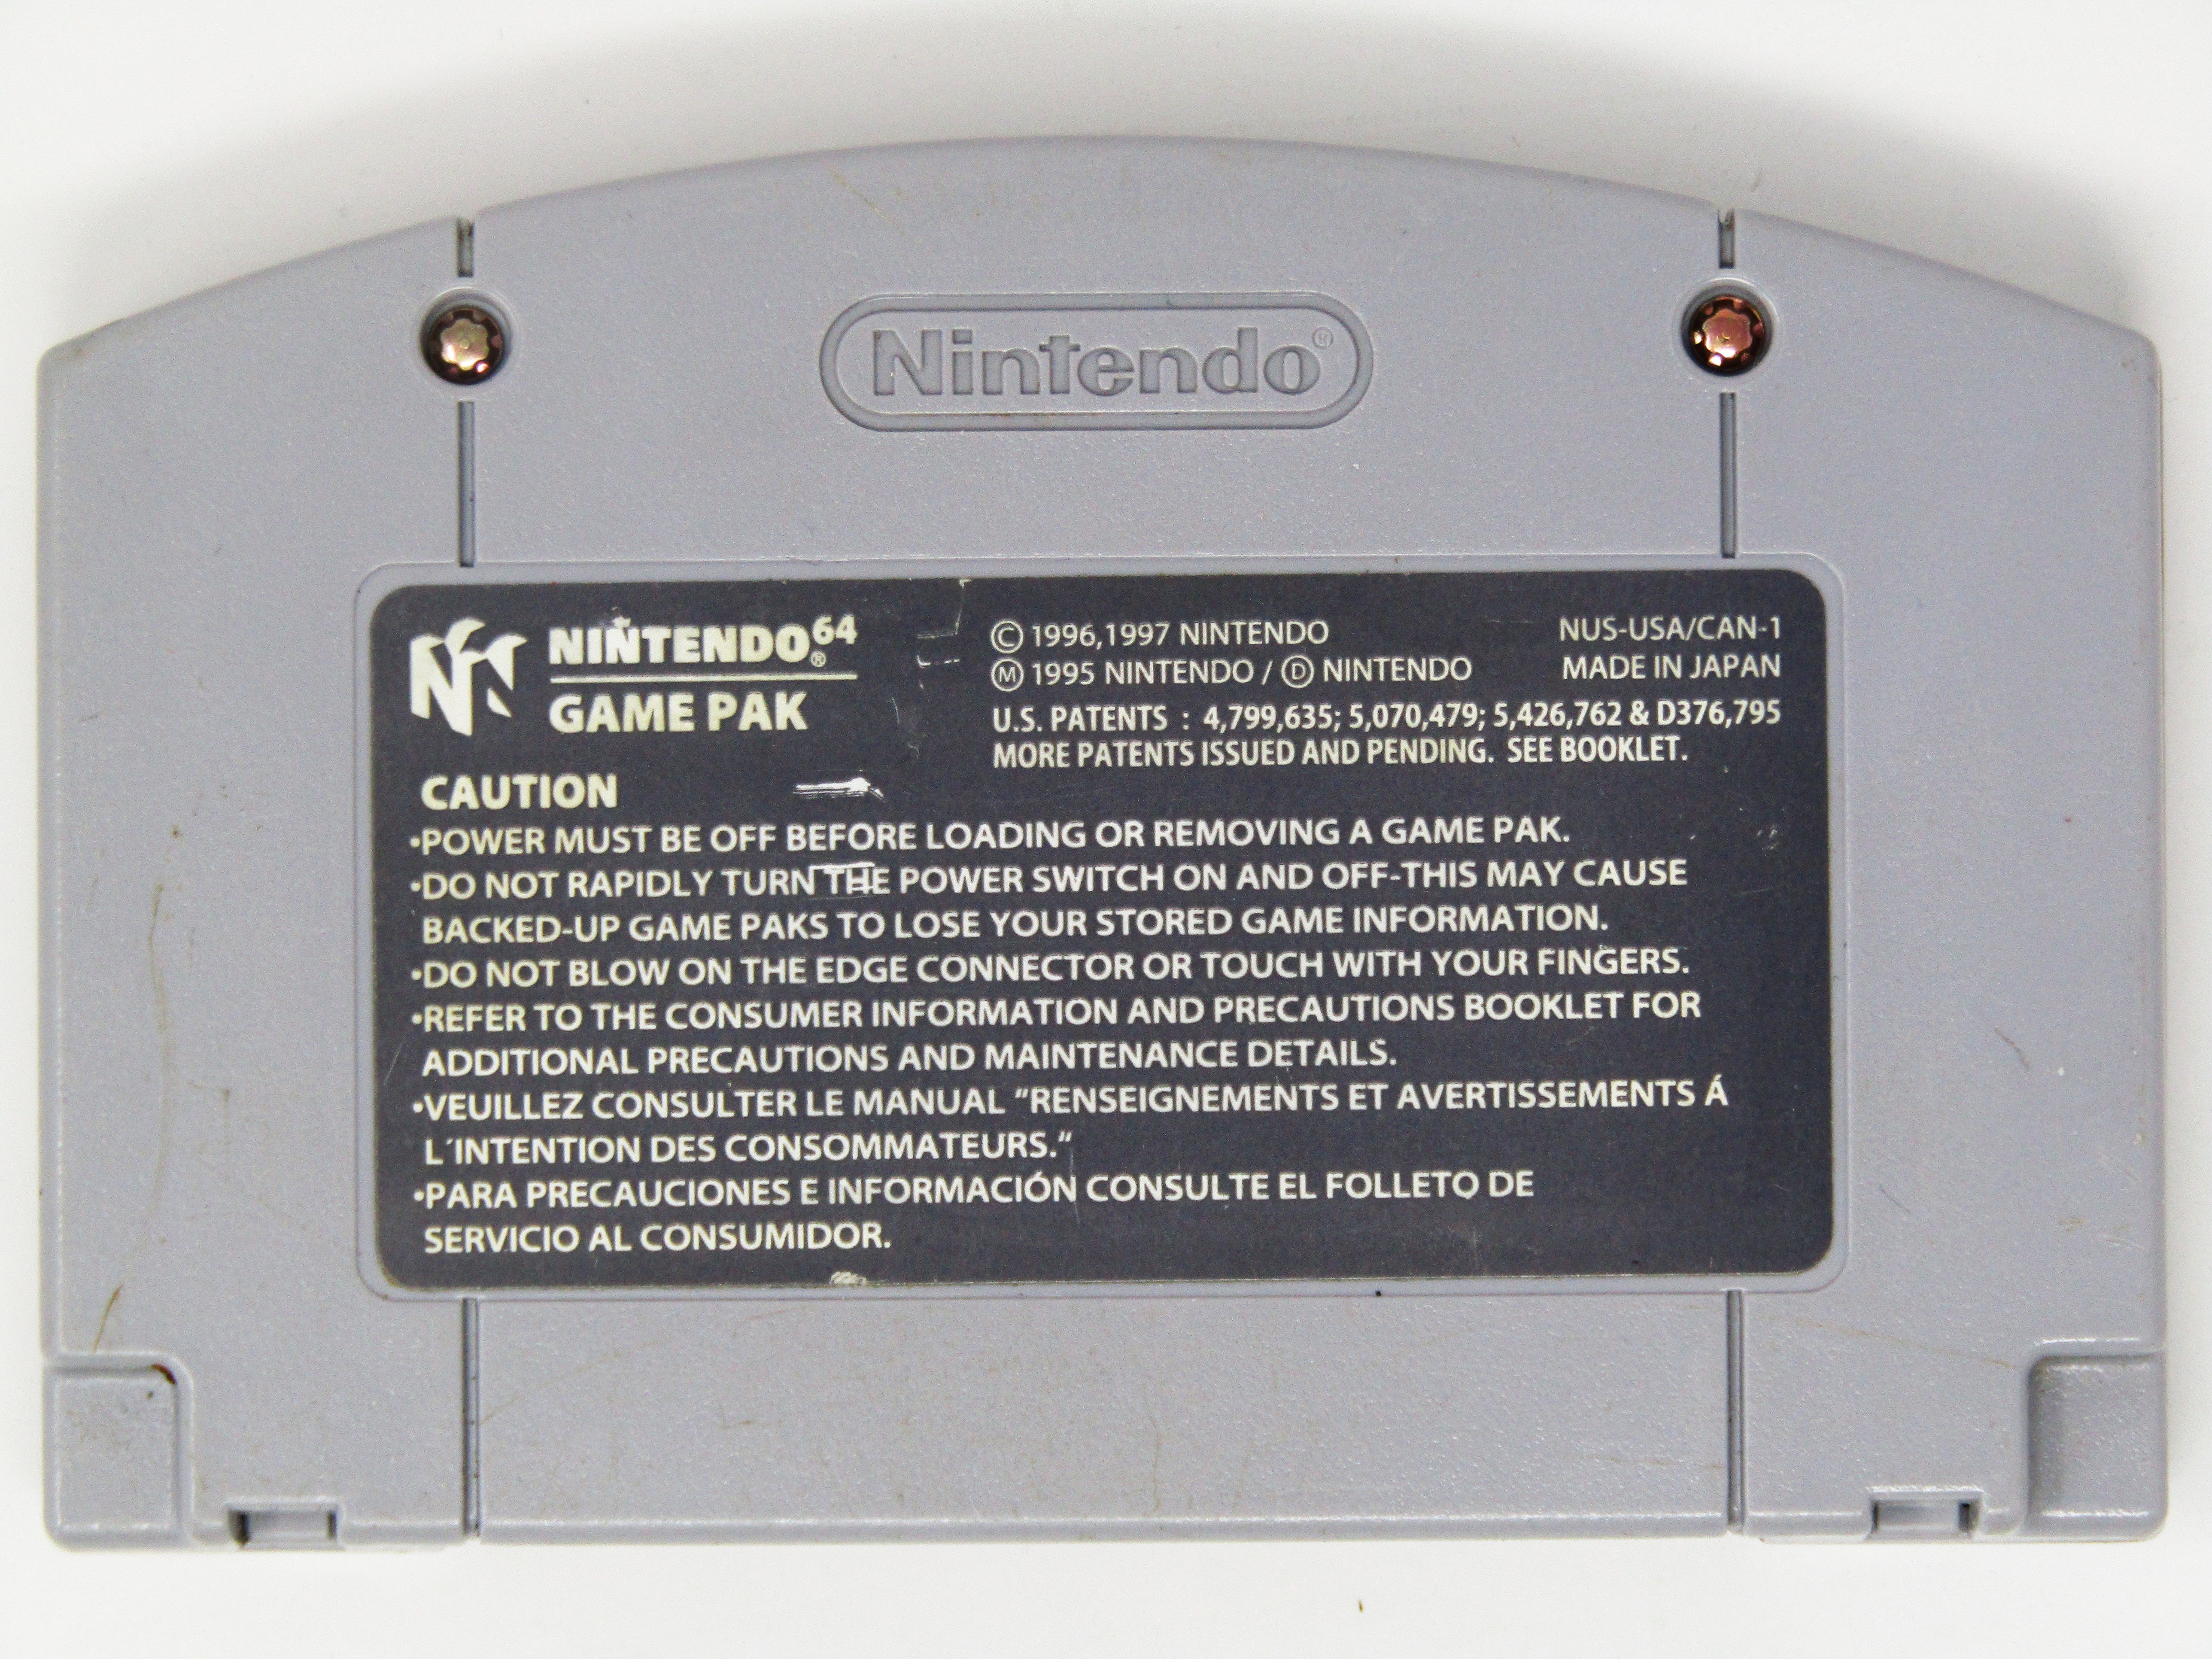 Nintendo®
NINTENDO®64
GAME PAK
© 1996,1997 NINTENDO
Ⓜ 1995 NINTENDO / Ⓓ NINTENDO
NUS-USA/CAN-1
MADE IN JAPAN
U.S. PATENTS : 4,799,635; 5,070,479; 5,426,762 & D376,795
MORE PATENTS ISSUED AND PENDING. SEE BOOKLET.
CAUTION
•POWER MUST BE OFF BEFORE LOADING OR REMOVING A GAME PAK.
•DO NOT RAPIDLY TURN THE POWER SWITCH ON AND OFF-THIS MAY CAUSE
BACKED-UP GAME PAKS TO LOSE YOUR STORED GAME INFORMATION.
•DO NOT BLOW ON THE EDGE CONNECTOR OR TOUCH WITH YOUR FINGERS.
•REFER TO THE CONSUMER INFORMATION AND PRECAUTIONS BOOKLET FOR
ADDITIONAL PRECAUTIONS AND MAINTENANCE DETAILS.
•VEUILLEZ CONSULTER LE MANUAL "RENSEIGNEMENTS ET AVERTISSEMENTS Á
L´INTENTION DES CONSOMMATEURS."
•PARA PRECAUCIONES E INFORMACIÓN CONSULTE EL FOLLETO DE
SERVICIO AL CONSUMIDOR.